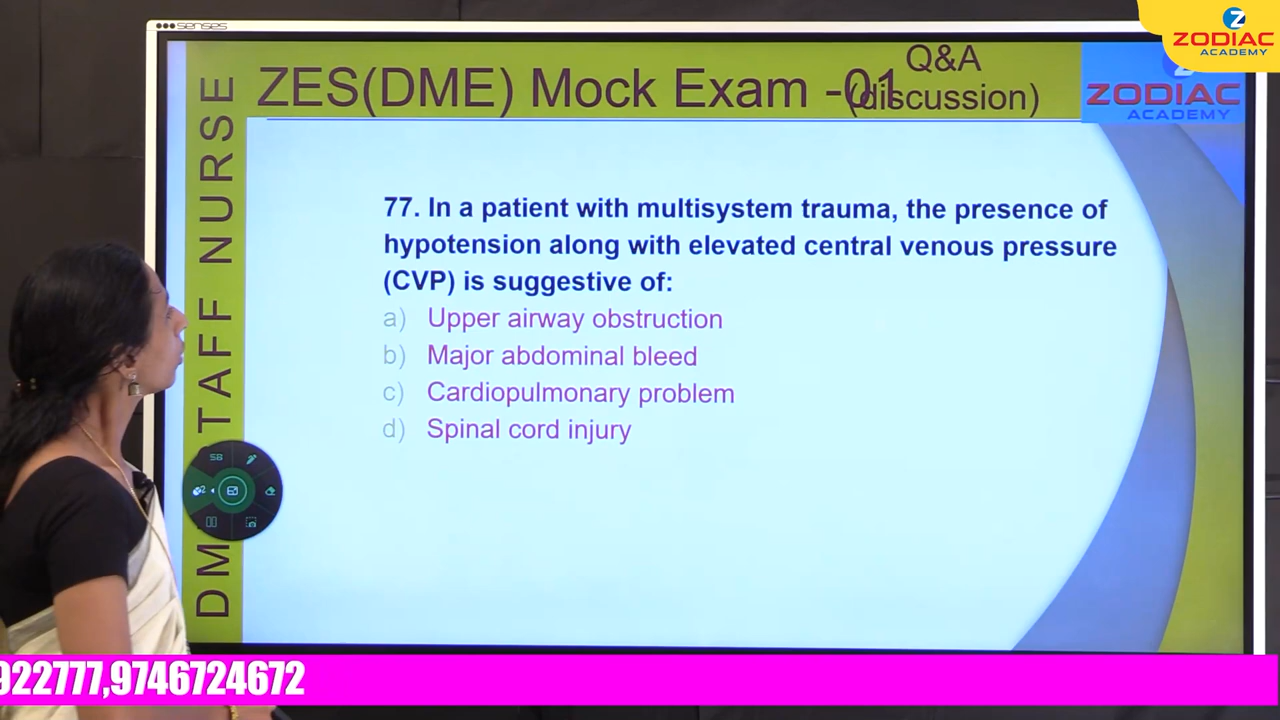 senses
ZODIAC
ACADEMY
ZES(DME) Mock Exam -01
Q&A
(discussion)
ZODIAC
ACADEMY
77. In a patient with multisystem trauma, the presence of
hypotension along with elevated central venous pressure
(CVP) is suggestive of:
a) Upper airway obstruction
b) Major abdominal bleed
c) Cardiopulmonary problem
d) Spinal cord injury
TAFF NURSE
922777,9746724672